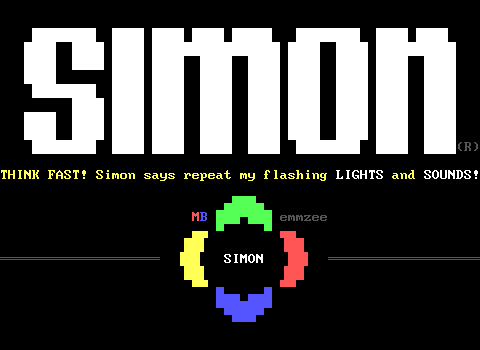 simon
(R)
THINK FAST! Simon says repeat my flashing LIGHTS and SOUNDS!
MB emmzee
SIMON